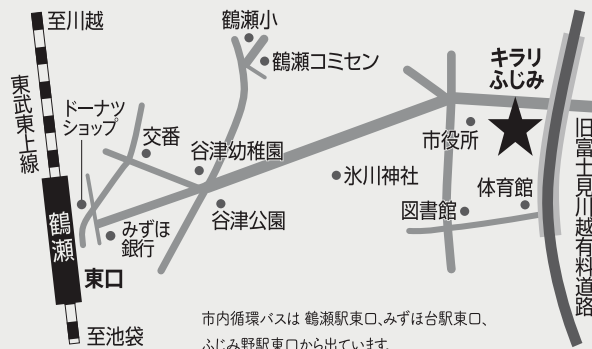 至川越
鶴瀬小
鶴瀬コミセン
キラリ
ふじみ
東武東上線
ドーナツ
ショップ
交番
谷津幼稚園
市役所
氷川神社
体育館
図書館
旧富士見川越有料道路
谷津公園
みずほ
銀行
鶴瀬
東口
至池袋
市内循環バスは 鶴瀬駅東口、みずほ台駅東口、
ふじみ野駅東口から出ています。